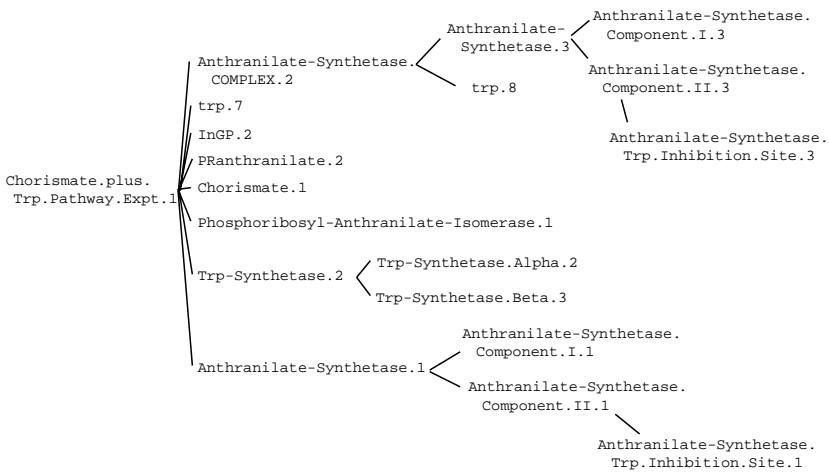 Chorismate.plus.
Trp.Pathway.Expt.1
Anthranilate-Synthetase.
COMPLEX.2
trp.7
InGP.2
PRanthranilate.2
Chorismate.1
Phosphoribosyl-Anthranilate-Isomerase.1
Trp-Synthetase.2
Anthranilate-Synthetase.1
Anthranilate-
Synthetase.3
trp.8
Anthranilate-Synthetase.
Component.I.3
Anthranilate-Synthetase.
Component.II.3
Anthranilate-Synthetase.
Trp.Inhibition.Site.3
Trp-Synthetase.Alpha.2
Trp-Synthetase.Beta.3
Anthranilate-Synthetase.
Component.I.1
Anthranilate-Synthetase.
Component.II.1
Anthranilate-Synthetase.
Trp.Inhibition.Site.1